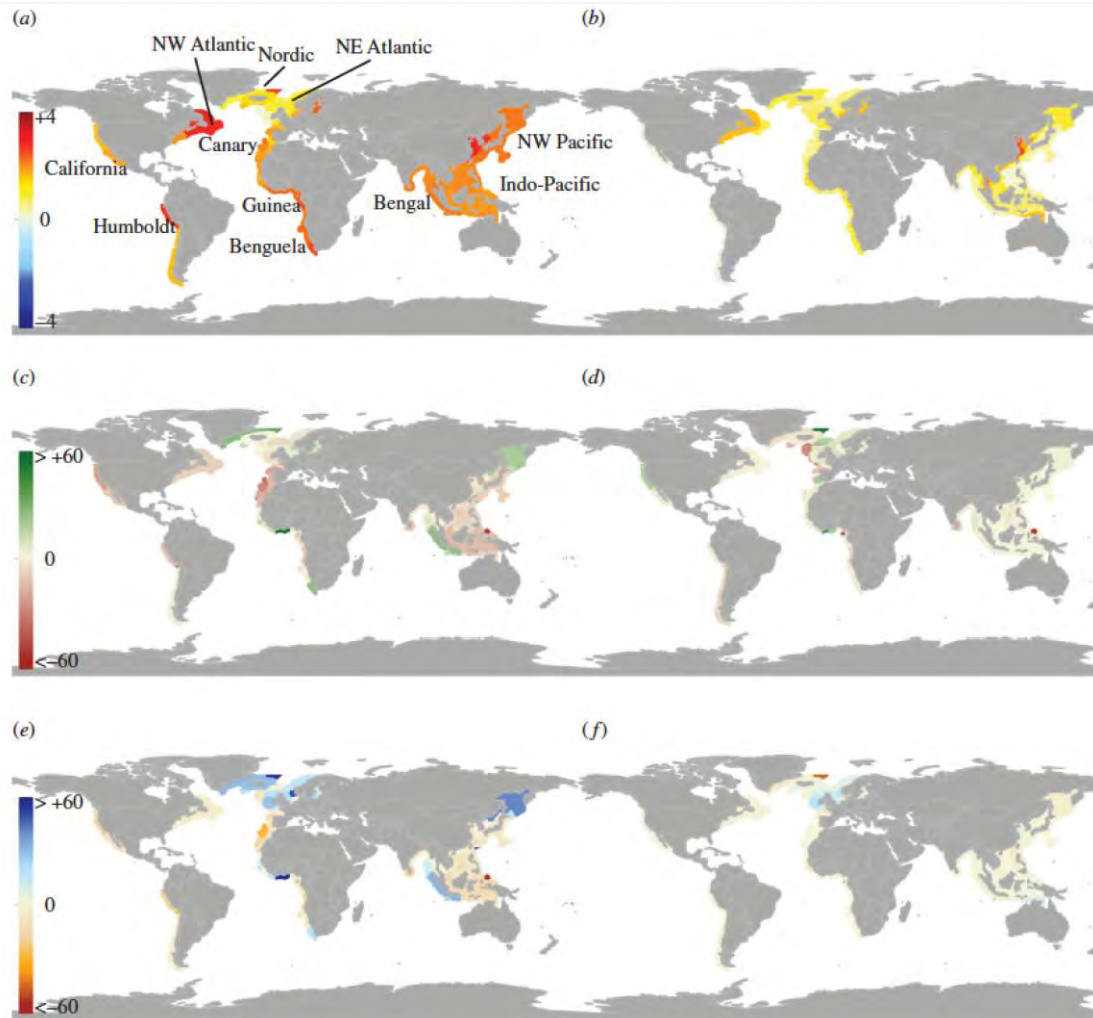 (a)
(b)
NW Atlantic
Nordic
NE Atlantic
+4
0
–4
California
Canary
Humboldt
Guinea
Benguela
Bengal
NW Pacific
Indo-Pacific
(c)
(d)
> +60
0
<–60
(e)
(f)
> +60
0
<–60